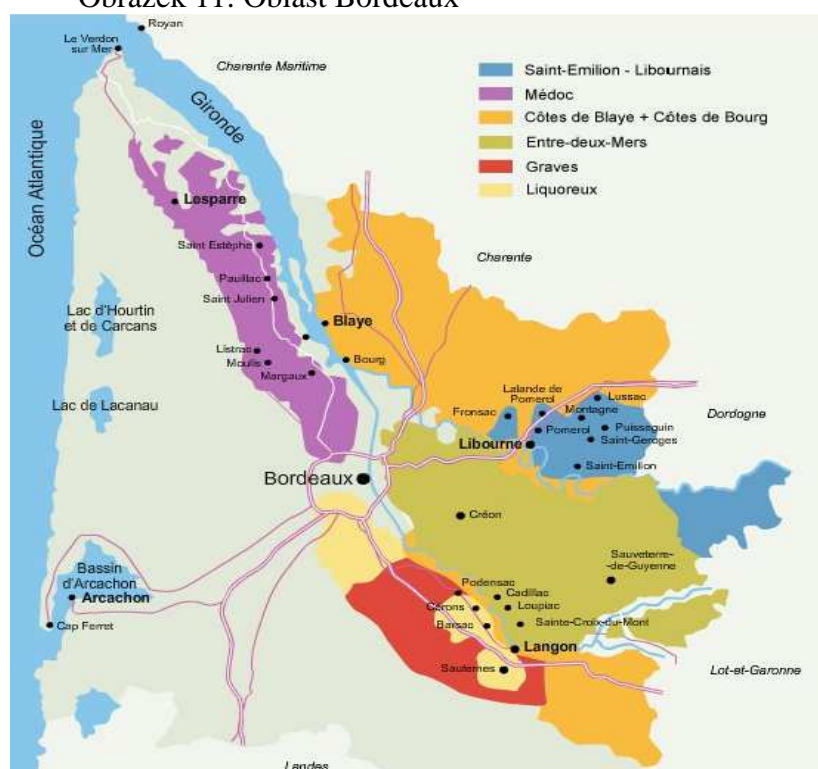 Obrázek 11: Oblast Bordeaux
Royan
Le Verdon
sur Mer
Charente Maritime
Gironde
Océan Atlantique
Saint-Emilion - Libournais
Médoc
Côtes de Blaye + Côtes de Bourg
Entre-deux-Mers
Graves
Liquoreux
Lesparre
Saint Estèphe
Pauillac
Saint Julien
Charente
Lac d'Hourtin
et de Carcans
Blaye
Bourg
Listrac
Moulis
Margaux
Lac de Lacanau
Lalande de
Pomerol
Lussac
Fronsac
Montagne
Dordogne
Pomerol
Puisseguin
Saint-Geroges
Libourne
Saint-Emilion
Bordeaux
Créon
Sauveterre-
-de-Guyenne
Bassin
d'Arcachon
Arcachon
Cap Ferret
Podensac
Cadillac
Cérons
Loupiac
Barsac
Sainte-Croix-du-Mont
Langon
Sauternes
Lot-et-Garonne
Landes